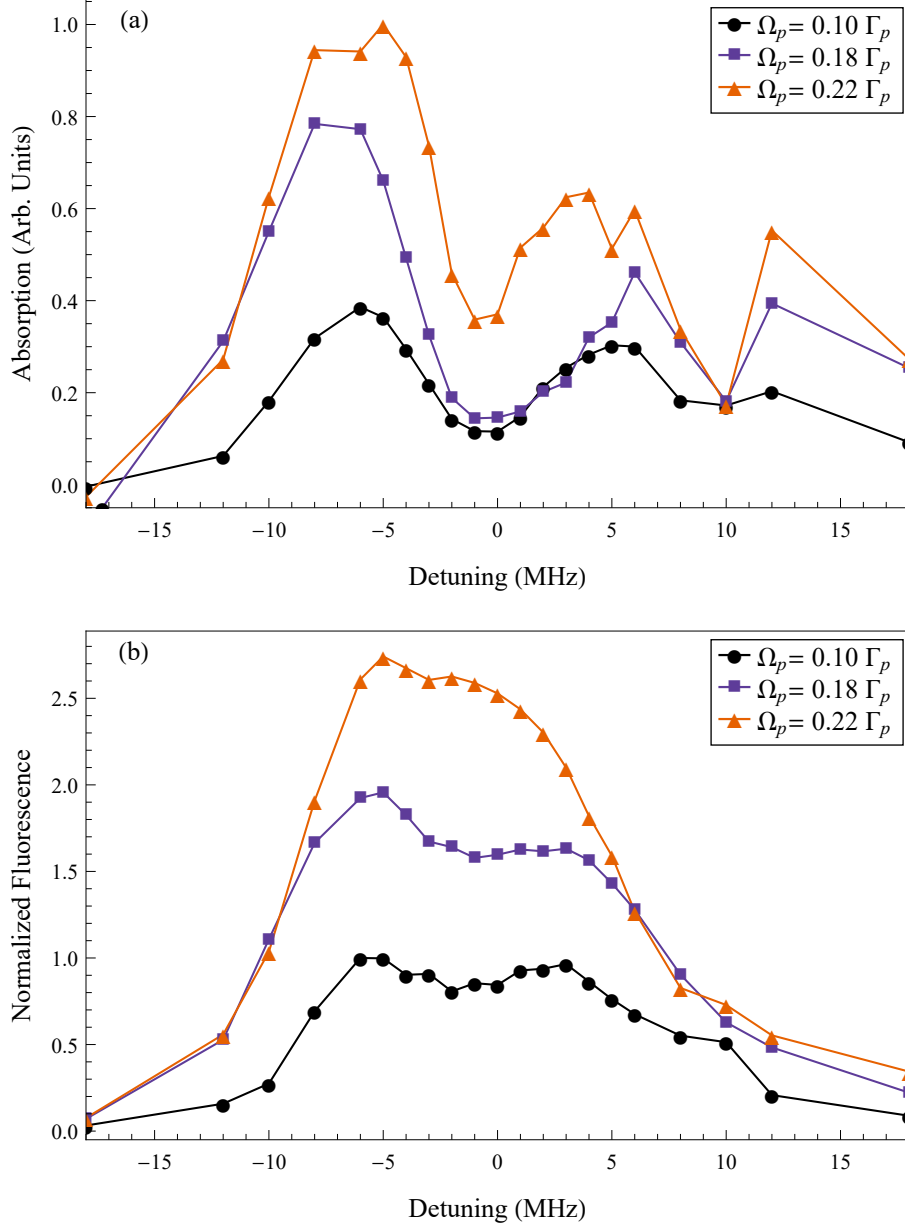 (a)
Ωp = 0.10 Γp
Ωp = 0.18 Γp
Ωp = 0.22 Γp
1.0
0.8
0.6
0.4
0.2
0.0
Absorption (Arb. Units)
−15
−10
−5
0
5
10
15
Detuning (MHz)
(b)
Ωp = 0.10 Γp
Ωp = 0.18 Γp
Ωp = 0.22 Γp
2.5
2.0
1.5
1.0
0.5
0.0
Normalized Fluorescence
−15
−10
−5
0
5
10
15
Detuning (MHz)